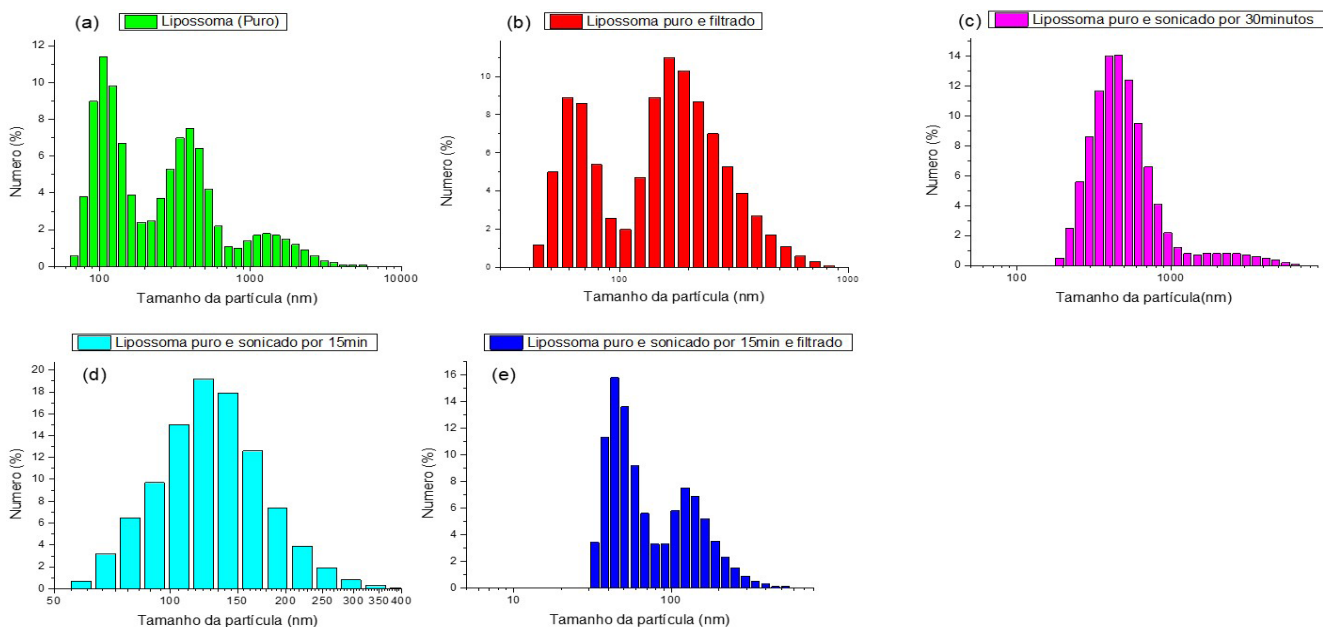 (a)
Lipossoma (Puro)
12
10
8
6
4
2
0
Numero (%)
100
1000
10000
Tamanho da partícula (nm)
(b)
Lipossoma puro e filtrado
10
8
6
4
2
0
Numero (%)
100
1000
Tamanho da partícula (nm)
(c)
Lipossoma puro e sonicado por 30minutos
14
12
10
8
6
4
2
0
Numero (%)
100
1000
Tamanho da partícula(nm)
Lipossoma puro e sonicado por 15min
(d)
20
18
16
14
12
10
8
6
4
2
0
Numero (%)
50
100
150
200
250
300
350
400
Tamanho da partícula (nm)
Lipossoma puro e sonicado por 15min e filtrado
(e)
16
14
12
10
8
6
4
2
0
Numero (%)
10
100
Tamanho da partícula (nm)